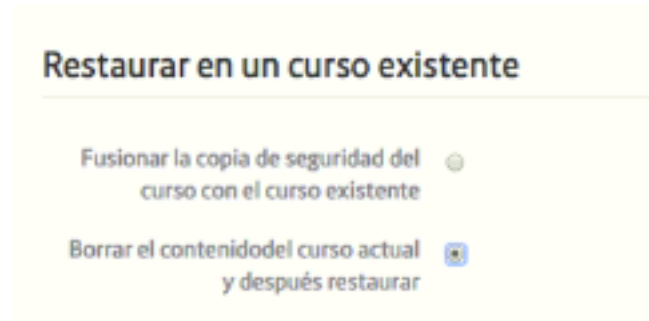 Restaurar en un curso existente
Fusionar la copia de seguridad del
curso con el curso existente
Borrar el contenidodel curso actual
y después restaurar